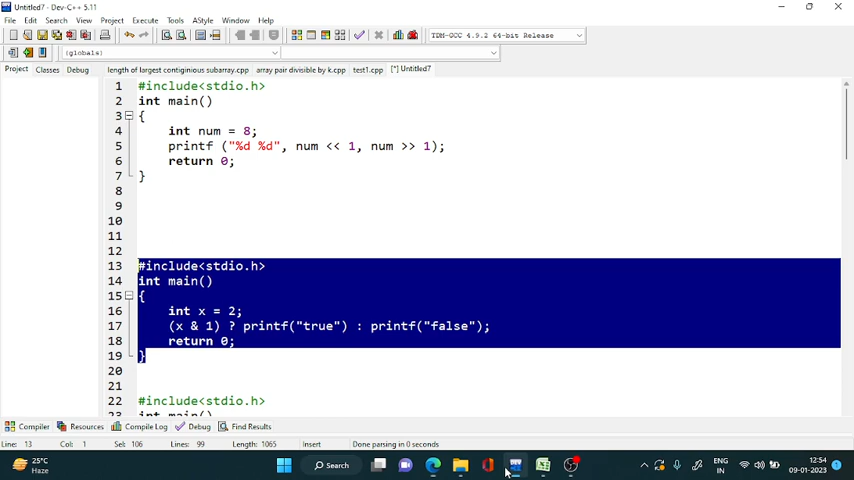 Untitled7 - Dev-C++ 5.11
File Edit Search View Project Execute Tools AStyle Window Help
TDM-GCC 4.9.2 64-bit Release
(globals)
Project Classes Debug length of largest contiginious subarray.cpp array pair divisible by k.cpp test1.cpp [*] Untitled7
1 #include<stdio.h>
2 int main()
3 {
4 int num = 8;
5 printf ("%d %d", num << 1, num >> 1);
6 return 0;
7 }
8
9
10
11
12
13 #include<stdio.h>
14 int main()
15 {
16 int x = 2;
17 (x & 1) ? printf("true") : printf("false");
18 return 0;
19 }
20
21
22 #include<stdio.h>
23 int main()
Compiler Resources Compile Log Debug Find Results
Line: 13 Col: 1 Sel: 106 Lines: 99 Length: 1065 Insert Done parsing in 0 seconds
25°C
Haze
Search
ENG
IN
12:54
09-01-2023
1